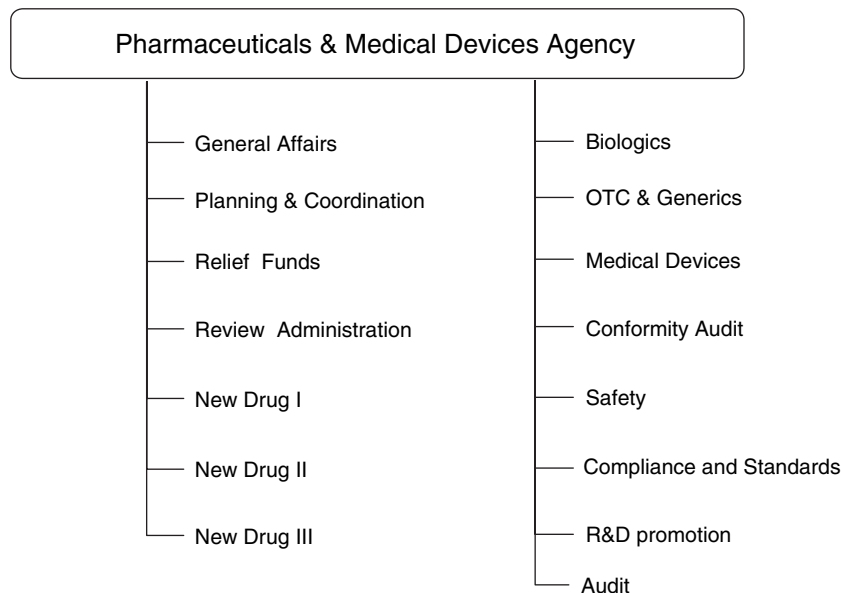 Pharmaceuticals & Medical Devices Agency
General Affairs
Planning & Coordination
Relief Funds
Review Administration
New Drug I
New Drug II
New Drug III
Biologics
OTC & Generics
Medical Devices
Conformity Audit
Safety
Compliance and Standards
R&D promotion
Audit